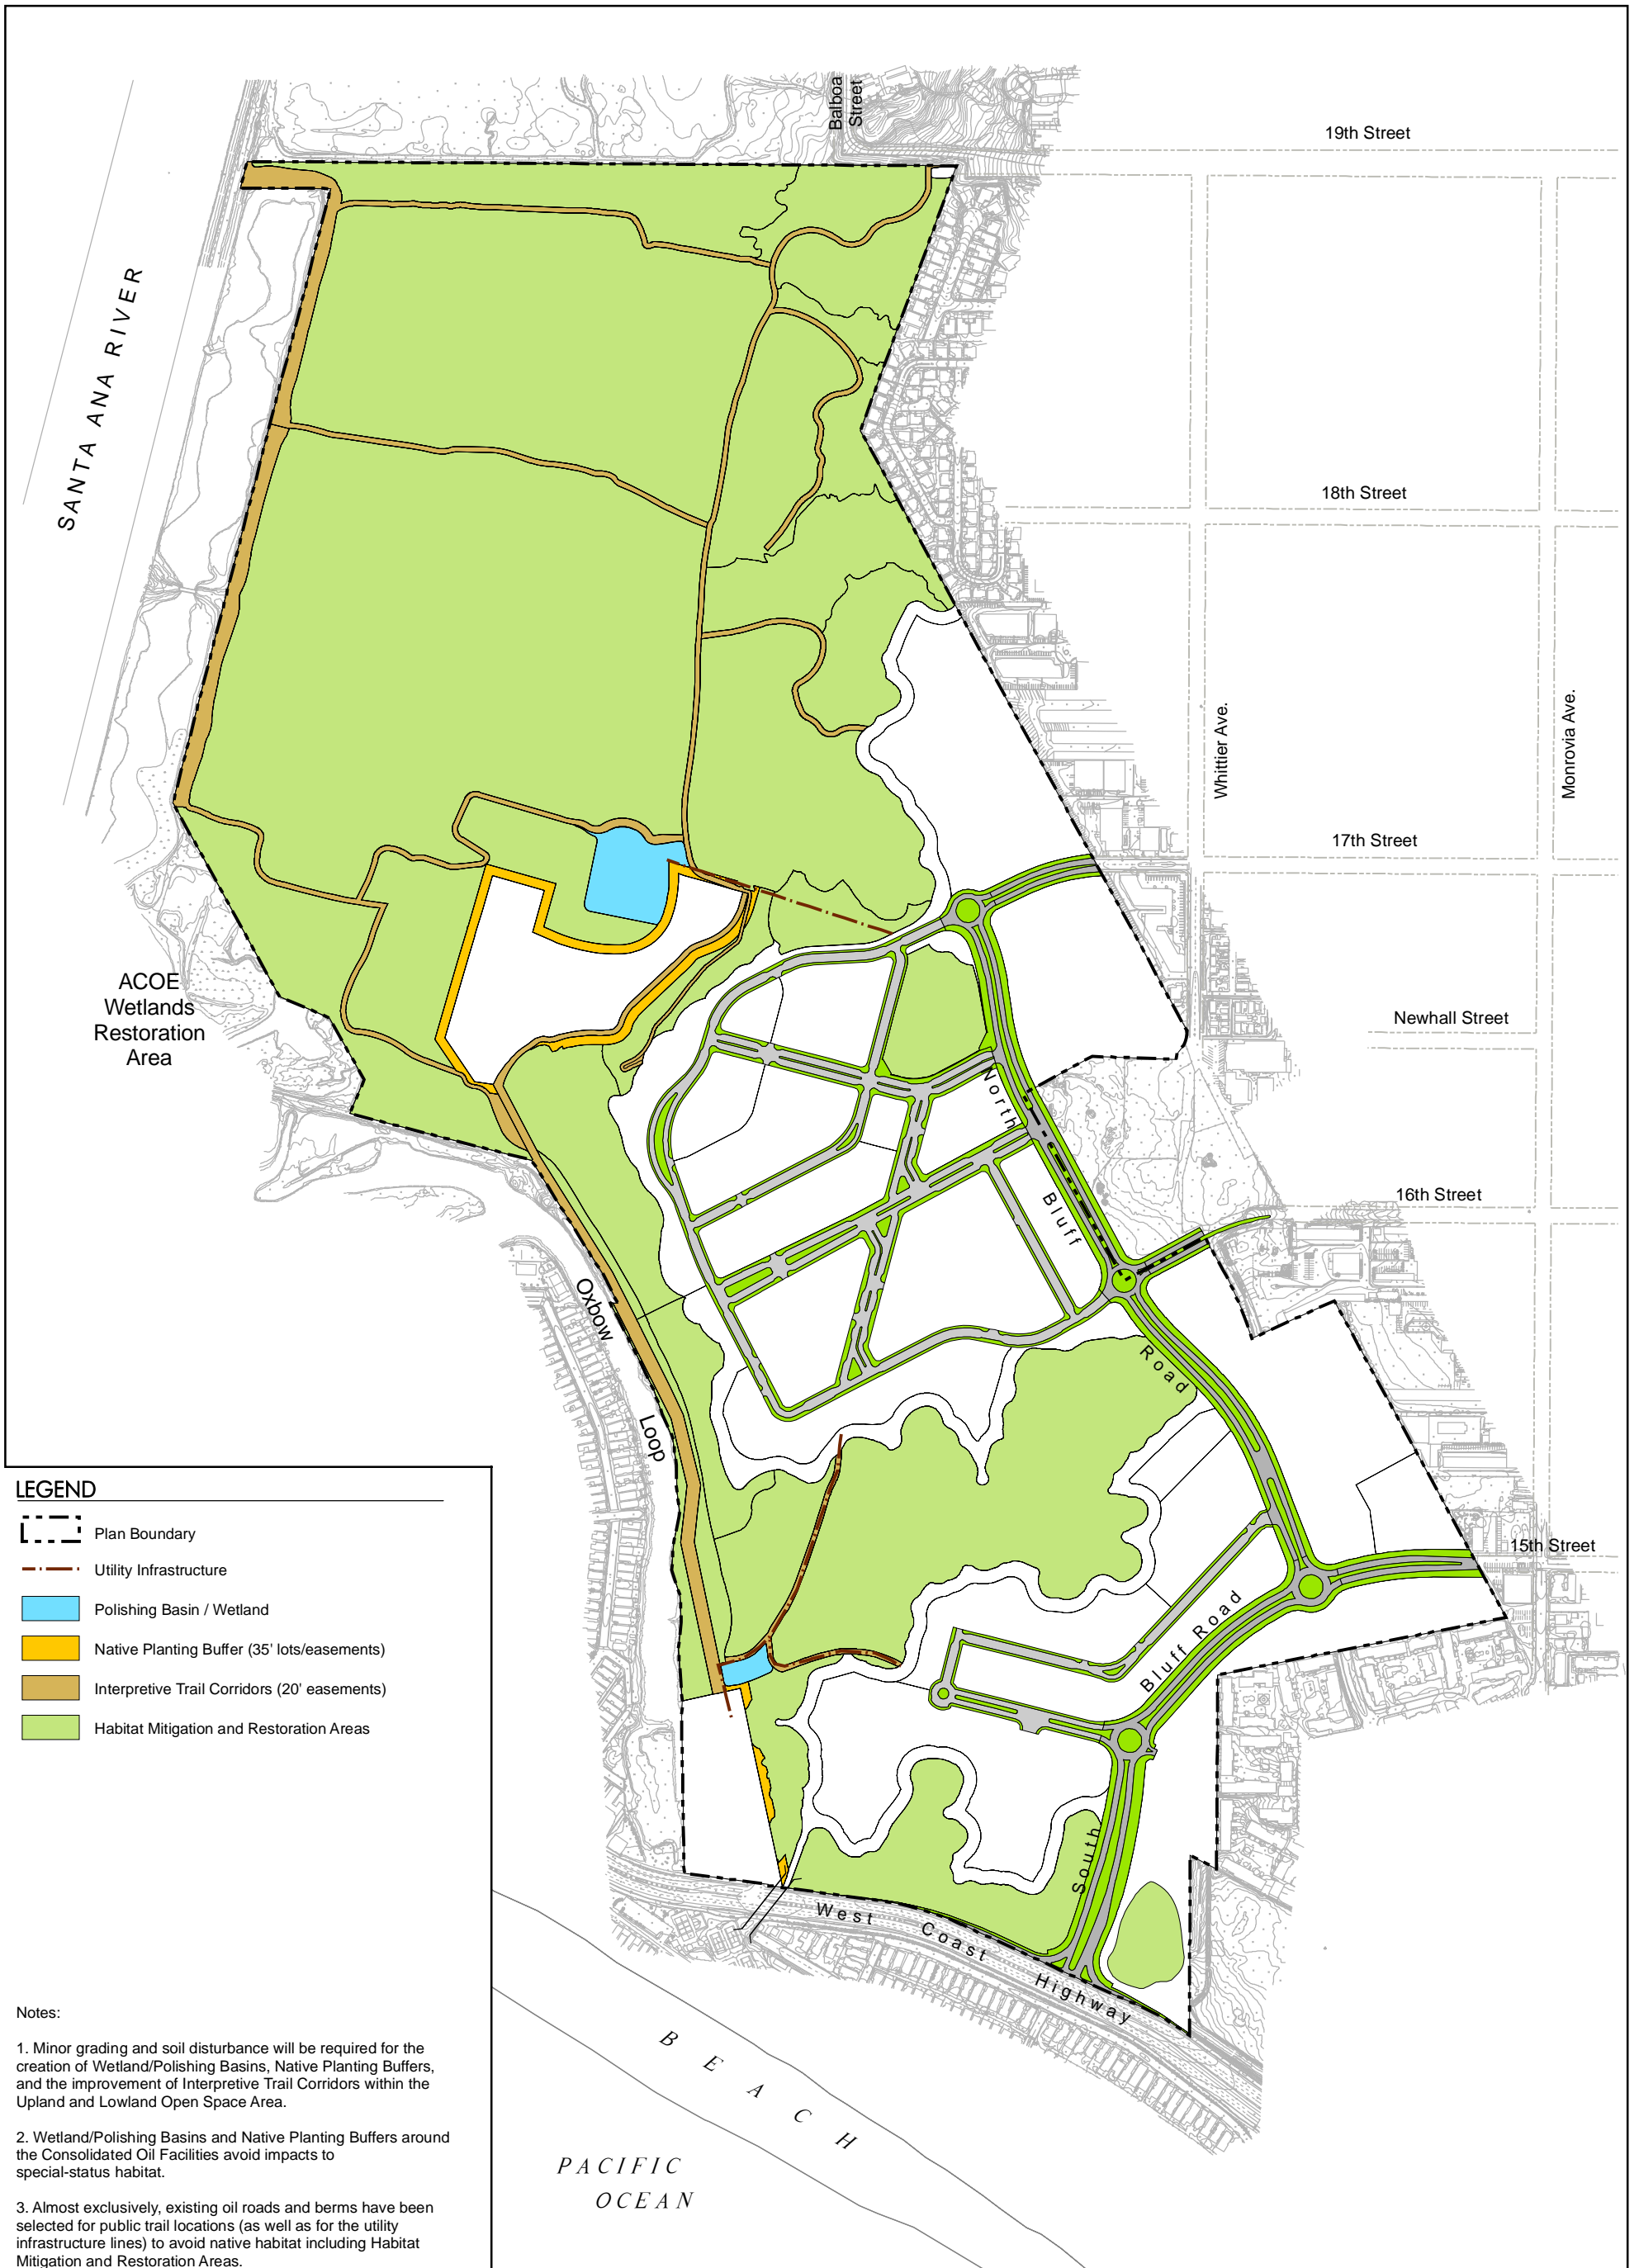 Balboa
Street
19th Street
SANTA ANA RIVER
18th Street
Whittier Ave.
Monrovia Ave.
17th Street
ACOE
Wetlands
Restoration
Area
Newhall Street
North
Bluff
Road
16th Street
Oxbow
Loop
15th Street
South
Bluff Road
West Coast Highway
BEACH
PACIFIC
OCEAN
LEGEND
Plan Boundary
Utility Infrastructure
Polishing Basin / Wetland
Native Planting Buffer (35' lots/easements)
Interpretive Trail Corridors (20' easements)
Habitat Mitigation and Restoration Areas
Notes:
1. Minor grading and soil disturbance will be required for the
creation of Wetland/Polishing Basins, Native Planting Buffers,
and the improvement of Interpretive Trail Corridors within the
Upland and Lowland Open Space Area.
2. Wetland/Polishing Basins and Native Planting Buffers around
the Consolidated Oil Facilities avoid impacts to
special-status habitat.
3. Almost exclusively, existing oil roads and berms have been
selected for public trail locations (as well as for the utility
infrastructure lines) to avoid native habitat including Habitat
Mitigation and Restoration Areas.